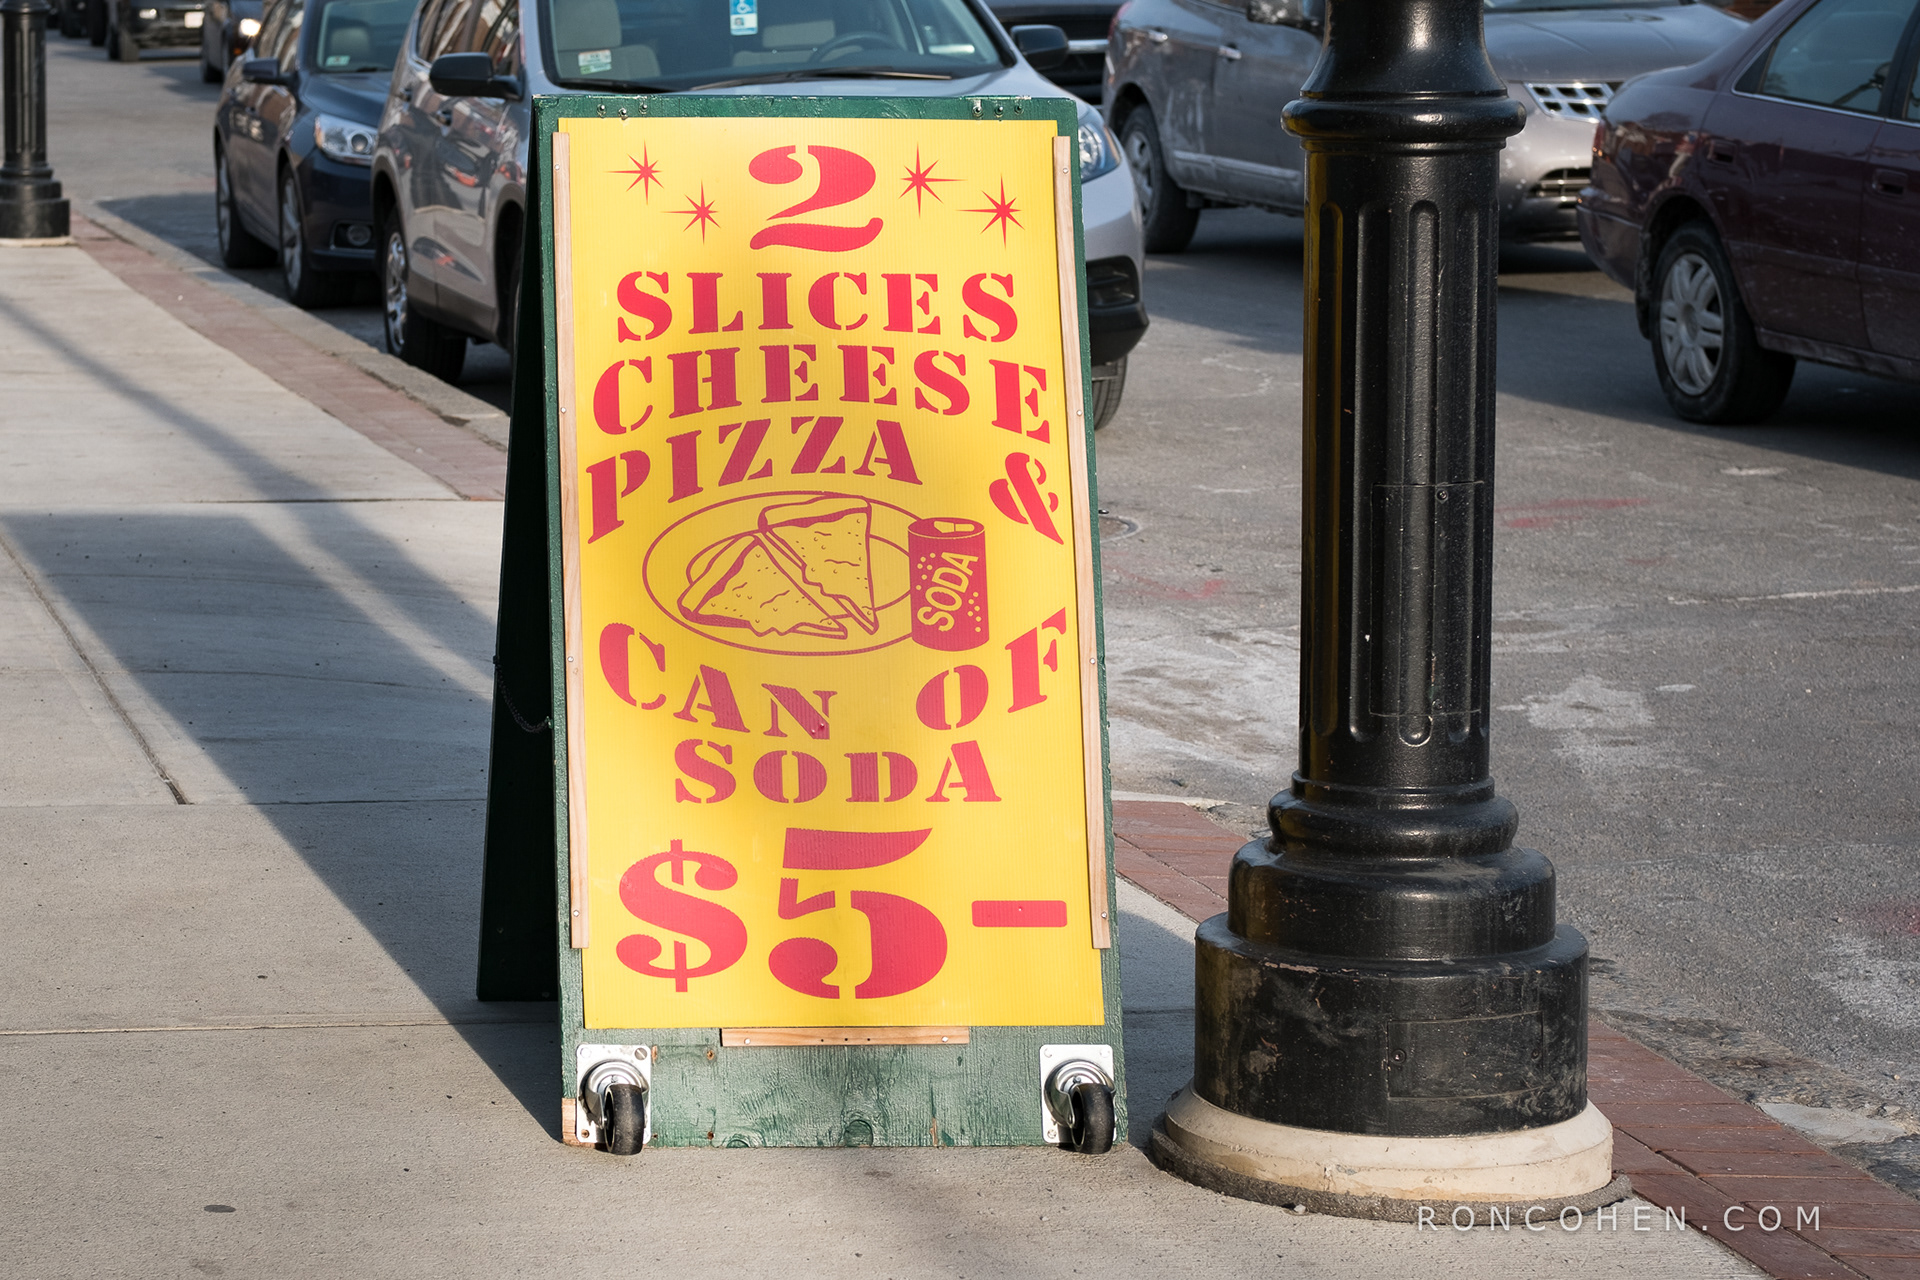 2
SLICES
CHEESE
PIZZA &
SODA
CAN OF
SODA
$5-
RONCOHEN.COM